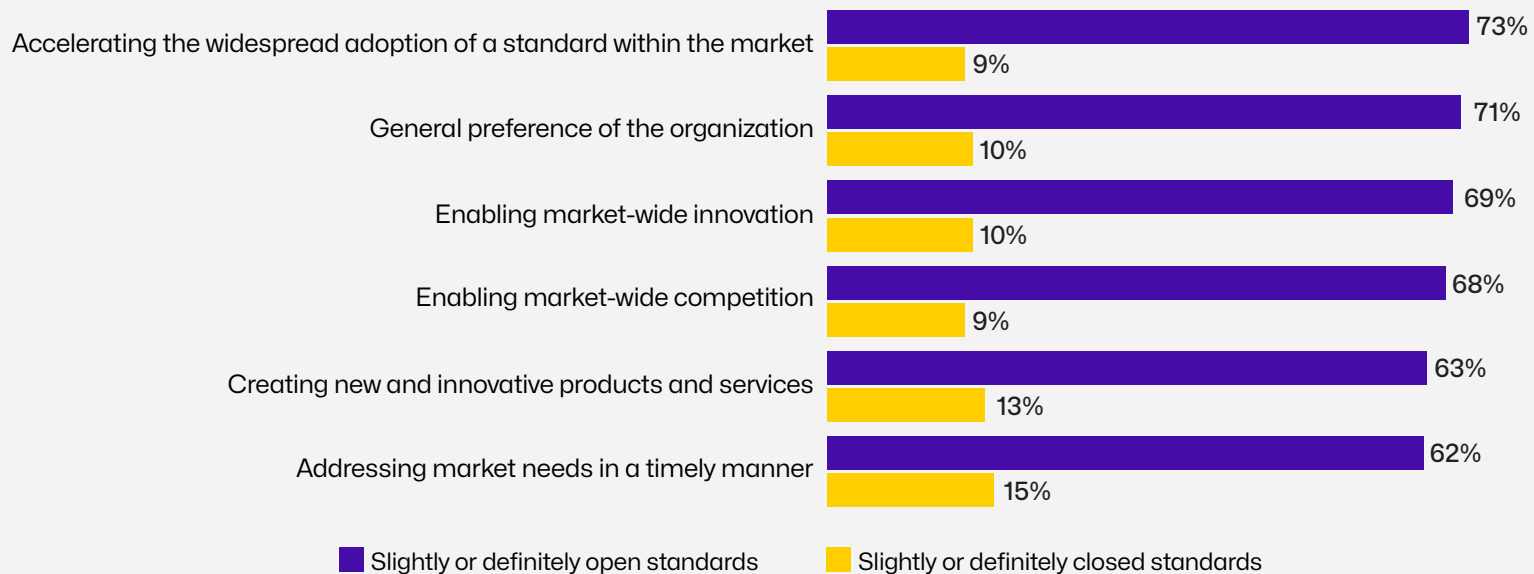 Accelerating the widespread adoption of a standard within the market
73%
9%
General preference of the organization
71%
10%
Enabling market-wide innovation
69%
10%
Enabling market-wide competition
68%
9%
Creating new and innovative products and services
63%
13%
Addressing market needs in a timely manner
62%
15%
Slightly or definitely open standards
Slightly or definitely closed standards